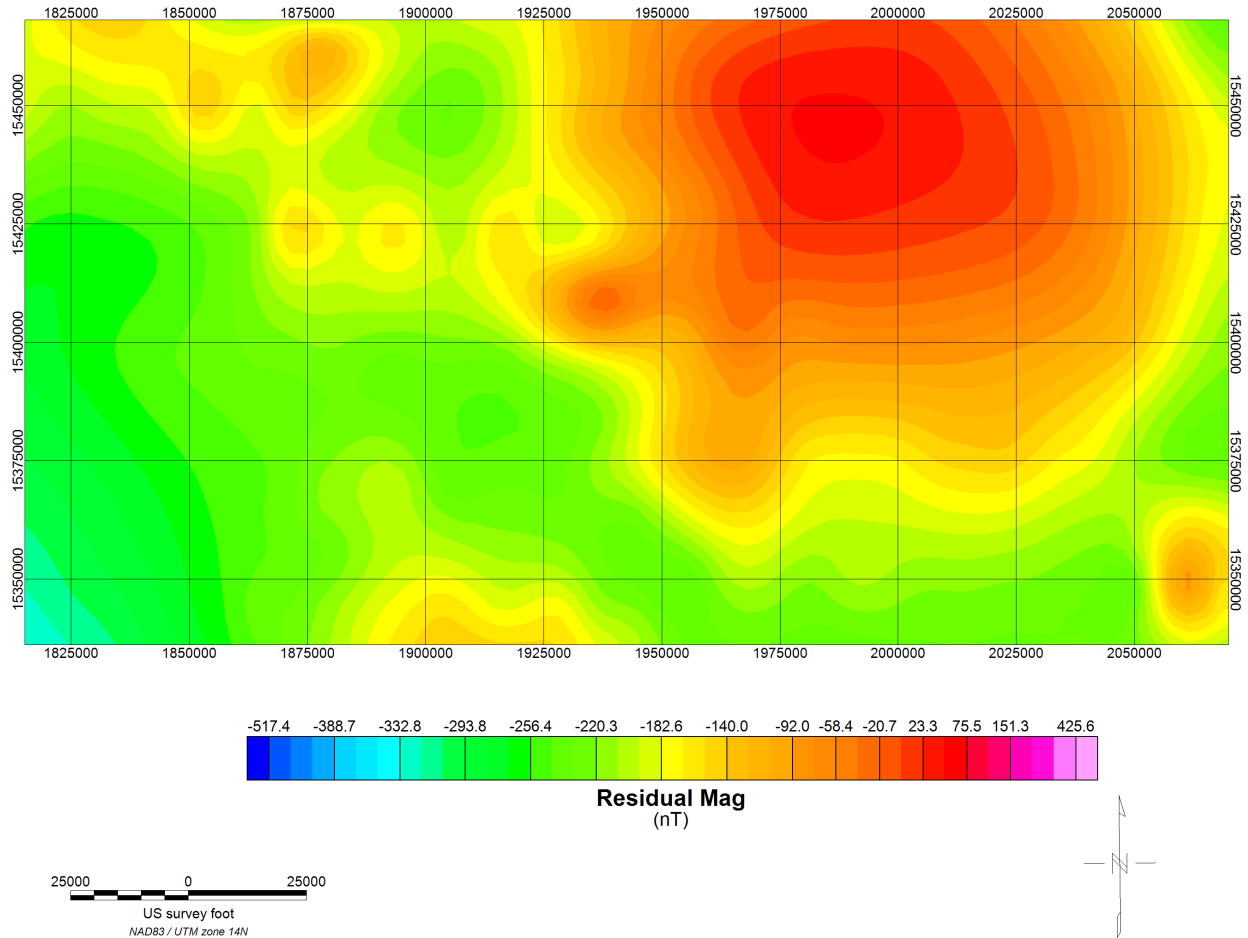 1825000 1850000 1875000 1900000 1925000 1950000 1975000 2000000 2025000 2050000
15450000 15450000
15425000 15425000
15400000 15400000
15375000 15375000
15350000 15350000
1825000 1850000 1875000 1900000 1925000 1950000 1975000 2000000 2025000 2050000
-517.4 -388.7 -332.8 -293.8 -256.4 -220.3 -182.6 -140.0 -92.0 -58.4 -20.7 23.3 75.5 151.3 425.6
Residual Mag
(nT)
N
25000 0 25000
US survey foot
NAD83 / UTM zone 14N